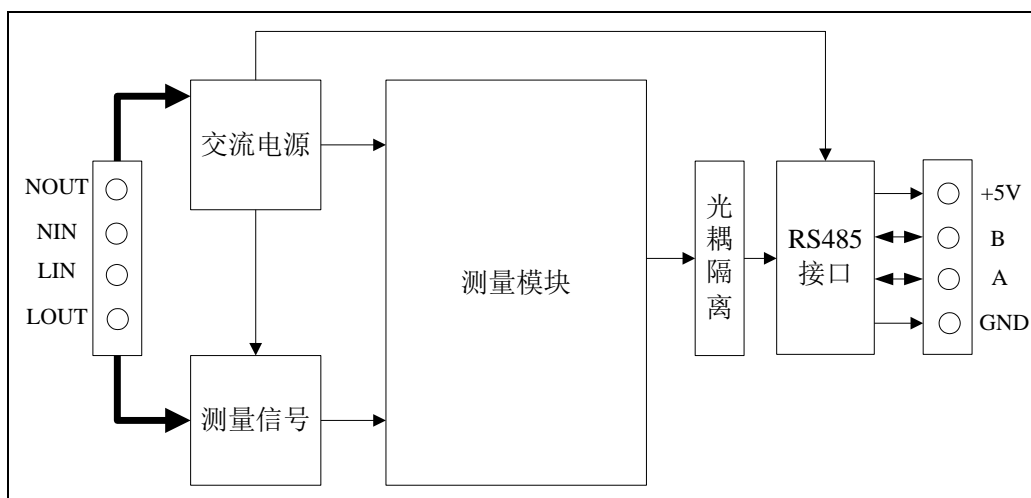 交流电源
NOUT
NIN
LIN
LOUT
测量信号
测量模块
光
耦
隔
离
RS485
接口
+5V
B
A
GND